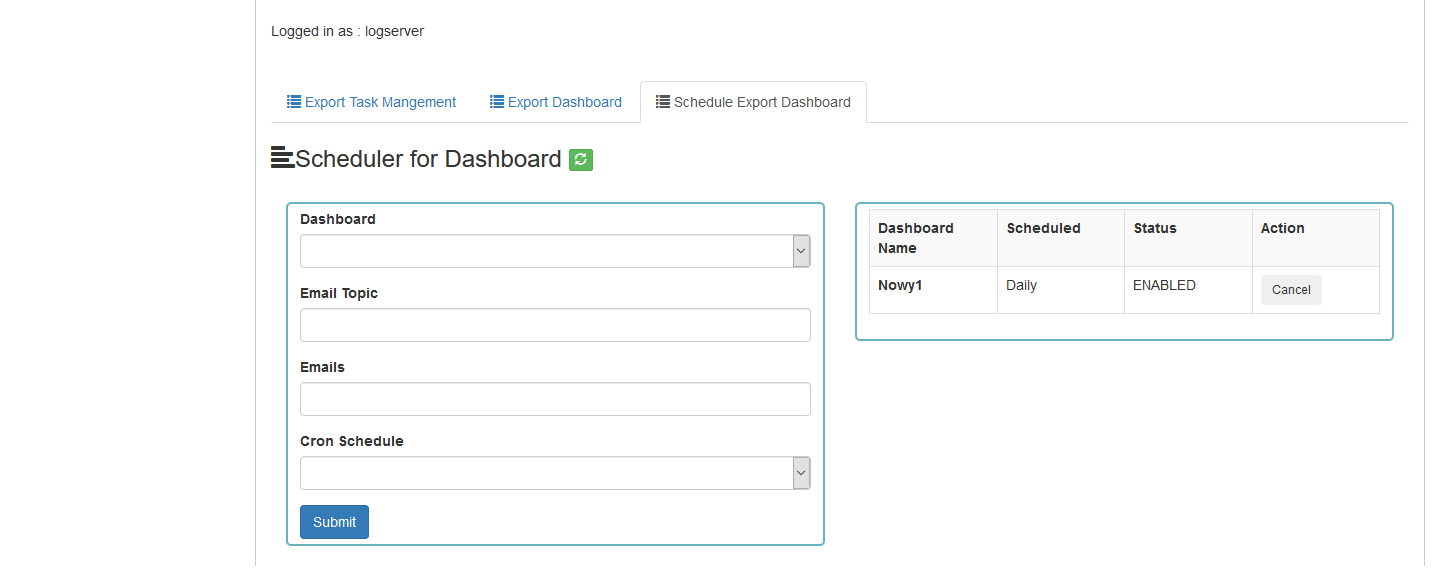 Logged in as : logserver
Export Task Mangement
Export Dashboard
Schedule Export Dashboard
Scheduler for Dashboard
Dashboard
Email Topic
Emails
Cron Schedule
Submit
Dashboard Name Scheduled Status Action
Nowy1 Daily ENABLED Cancel